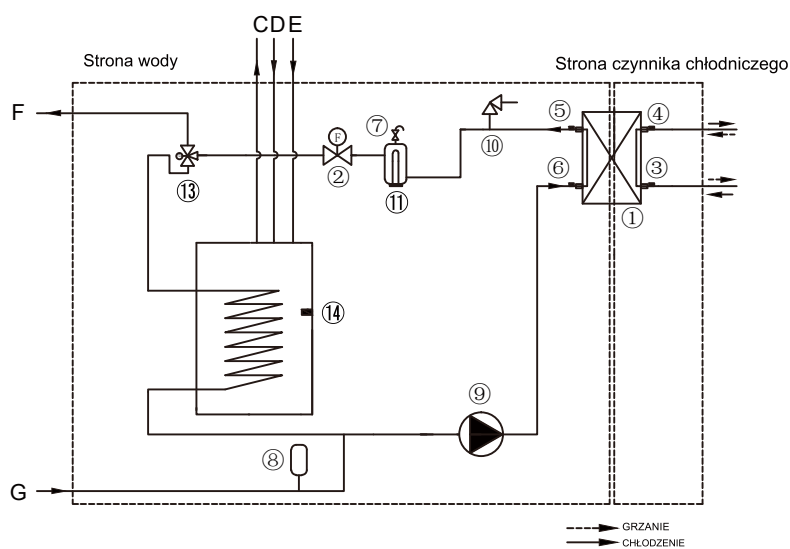 CDE
Strona wody
Strona czynnika chłodniczego
F
⑦
F
⑤
④
⑩
⑬
②
⑪
⑥
③
①
⑭
⑨
⑧
G
GRZANIE
CHŁODZENIE